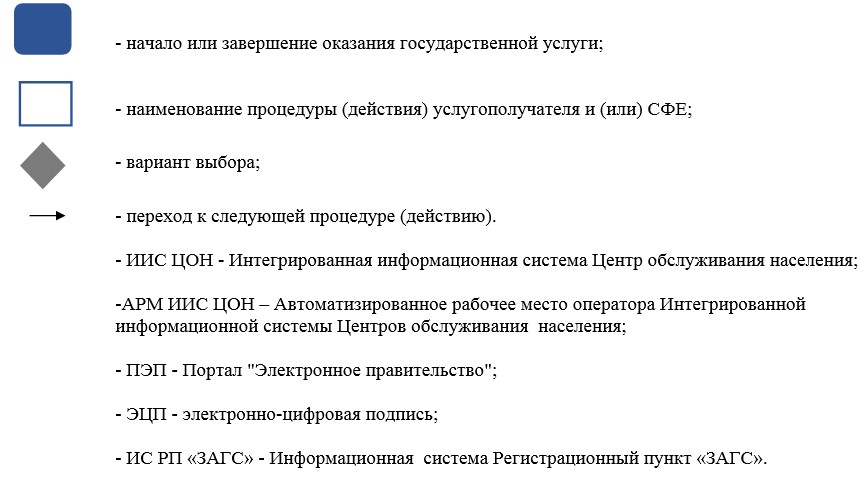 - начало или завершение оказания государственной услуги;
- наименование процедуры (действия) услугополучателя и (или) СФЕ;
- вариант выбора;
- переход к следующей процедуре (действию).
- ИИС ЦОН - Интегрированная информационная система Центр обслуживания населения;
-АРМ ИИС ЦОН – Автоматизированное рабочее место оператора Интегрированной
информационной системы Центров обслуживания  населения;
- ПЭП - Портал "Электронное правительство";
- ЭЦП - электронно-цифровая подпись;
- ИС РП «ЗАГС» - Информационная  система Регистрационный пункт «ЗАГС».